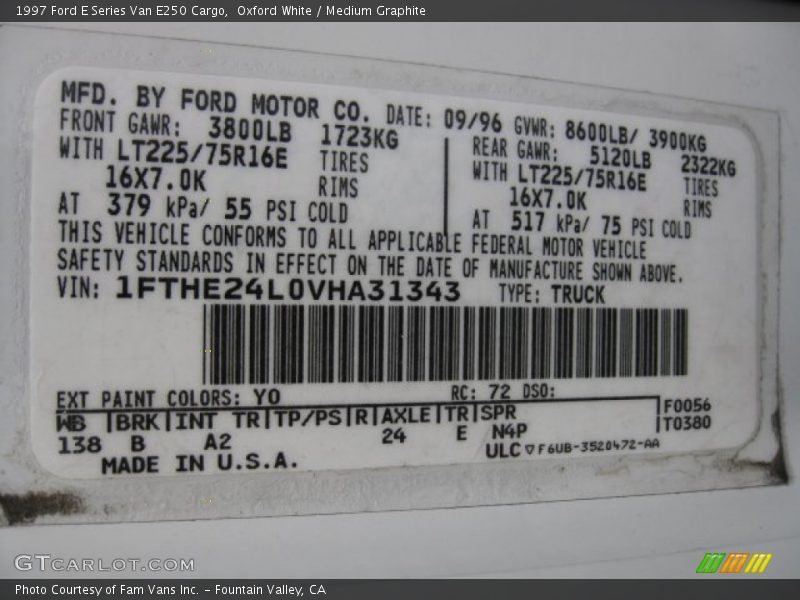 1997 Ford E Series Van E250 Cargo,  Oxford White / Medium Graphite
MFD. BY FORD MOTOR CO. DATE: 09/96 GVWR: 8600LB/ 3900KG
FRONT GAWR: 3800LB 1723KG
WITH LT225/75R16E TIRES
16X7.0K RIMS
AT 379 kPa/ 55 PSI COLD
REAR GAWR: 5120LB 2322KG
WITH LT225/75R16E TIRES
16X7.0K RIMS
AT 517 kPa/ 75 PSI COLD
THIS VEHICLE CONFORMS TO ALL APPLICABLE FEDERAL MOTOR VEHICLE
SAFETY STANDARDS IN EFFECT ON THE DATE OF MANUFACTURE SHOWN ABOVE.
VIN: 1FTHE24L0VHA31343 TYPE: TRUCK
EXT PAINT COLORS: YO RC: 72 DSO:
WB | BRK | INT TR | TP/PS | R | AXLE | TR | SPR F0056
138 B A2 24 E N4P T0380
ULC ▽ F6UB-3520472-AA
MADE IN U.S.A.
GTCARLOT.COM
Photo Courtesy of Fam Vans Inc. – Fountain Valley, CA